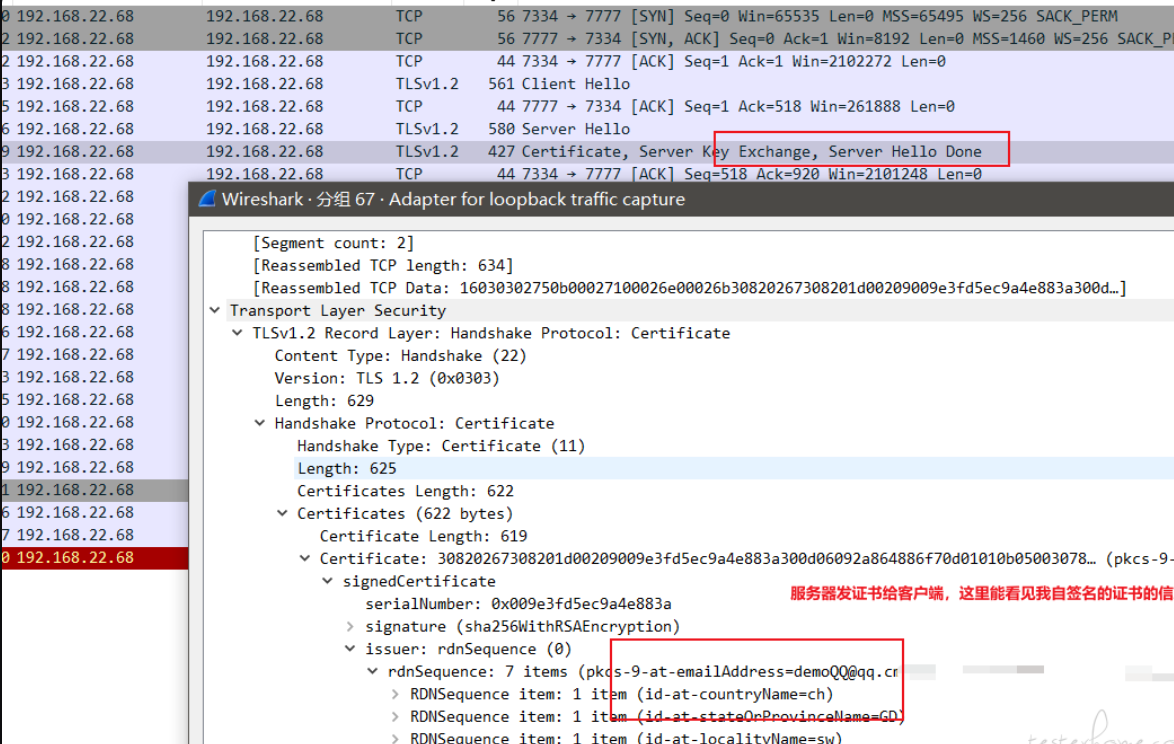 0 192.168.22.68 192.168.22.68 TCP 56 7334 → 7777 [SYN] Seq=0 Win=65535 Len=0 MSS=65495 WS=256 SACK_PERM
2 192.168.22.68 192.168.22.68 TCP 56 7777 → 7334 [SYN, ACK] Seq=0 Ack=1 Win=8192 Len=0 MSS=1460 WS=256 SACK_PE
2 192.168.22.68 192.168.22.68 TCP 44 7334 → 7777 [ACK] Seq=1 Ack=1 Win=2102272 Len=0
3 192.168.22.68 192.168.22.68 TLSv1.2 561 Client Hello
5 192.168.22.68 192.168.22.68 TCP 44 7777 → 7334 [ACK] Seq=1 Ack=518 Win=261888 Len=0
6 192.168.22.68 192.168.22.68 TLSv1.2 580 Server Hello
9 192.168.22.68 192.168.22.68 TLSv1.2 427 Certificate, Server Key Exchange, Server Hello Done
3 192.168.22.68 192.168.22.68 TCP 44 7334 → 7777 [ACK] Seq=518 Ack=920 Win=2101248 Len=0
2 192.168.22.68
0 192.168.22.68
2 192.168.22.68
8 192.168.22.68
8 192.168.22.68
8 192.168.22.68
6 192.168.22.68
7 192.168.22.68
3 192.168.22.68
5 192.168.22.68
0 192.168.22.68
3 192.168.22.68
9 192.168.22.68
1 192.168.22.68
6 192.168.22.68
7 192.168.22.68
0 192.168.22.68
Wireshark · 分组 67 · Adapter for loopback traffic capture
[Segment count: 2]
[Reassembled TCP length: 634]
[Reassembled TCP Data: 16030302750b00027100026e00026b30820267308201d00209009e3fd5ec9a4e883a300d…]
Transport Layer Security
TLSv1.2 Record Layer: Handshake Protocol: Certificate
Content Type: Handshake (22)
Version: TLS 1.2 (0x0303)
Length: 629
Handshake Protocol: Certificate
Handshake Type: Certificate (11)
Length: 625
Certificates Length: 622
Certificates (622 bytes)
Certificate Length: 619
Certificate: 30820267308201d00209009e3fd5ec9a4e883a300d06092a864886f70d01010b05003078… (pkcs-9-
signedCertificate
服务器发证书给客户端，这里能看见我自签名的证书的信
serialNumber: 0x009e3fd5ec9a4e883a
signature (sha256WithRSAEncryption)
issuer: rdnSequence (0)
rdnSequence: 7 items (pkcs-9-at-emailAddress=demoQQ@qq.cm
RDNSequence item: 1 item (id-at-countryName=ch)
RDNSequence item: 1 item (id-at-stateOrProvinceName=GD)
RDNSequence item: 1 item (id-at-localityName=sw)